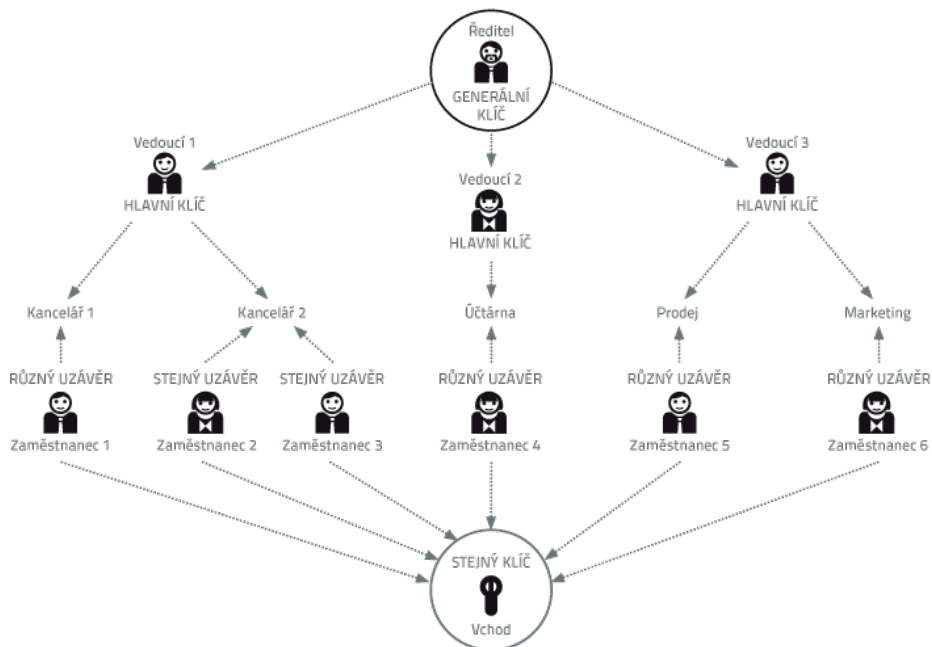 Ředitel
GENERÁLNÍ
KLÍČ
Vedoucí 1
HLAVNÍ KLÍČ
Vedoucí 2
HLAVNÍ KLÍČ
Vedoucí 3
HLAVNÍ KLÍČ
Kancelář 1
Kancelář 2
Účtárna
Prodej
Marketing
RŮZNÝ UZÁVĚR
STEJNÝ UZÁVĚR
STEJNÝ UZÁVĚR
RŮZNÝ UZÁVĚR
RŮZNÝ UZÁVĚR
RŮZNÝ UZÁVĚR
Zaměstnanec 1
Zaměstnanec 2
Zaměstnanec 3
Zaměstnanec 4
Zaměstnanec 5
Zaměstnanec 6
STEJNÝ KLÍČ
Vchod